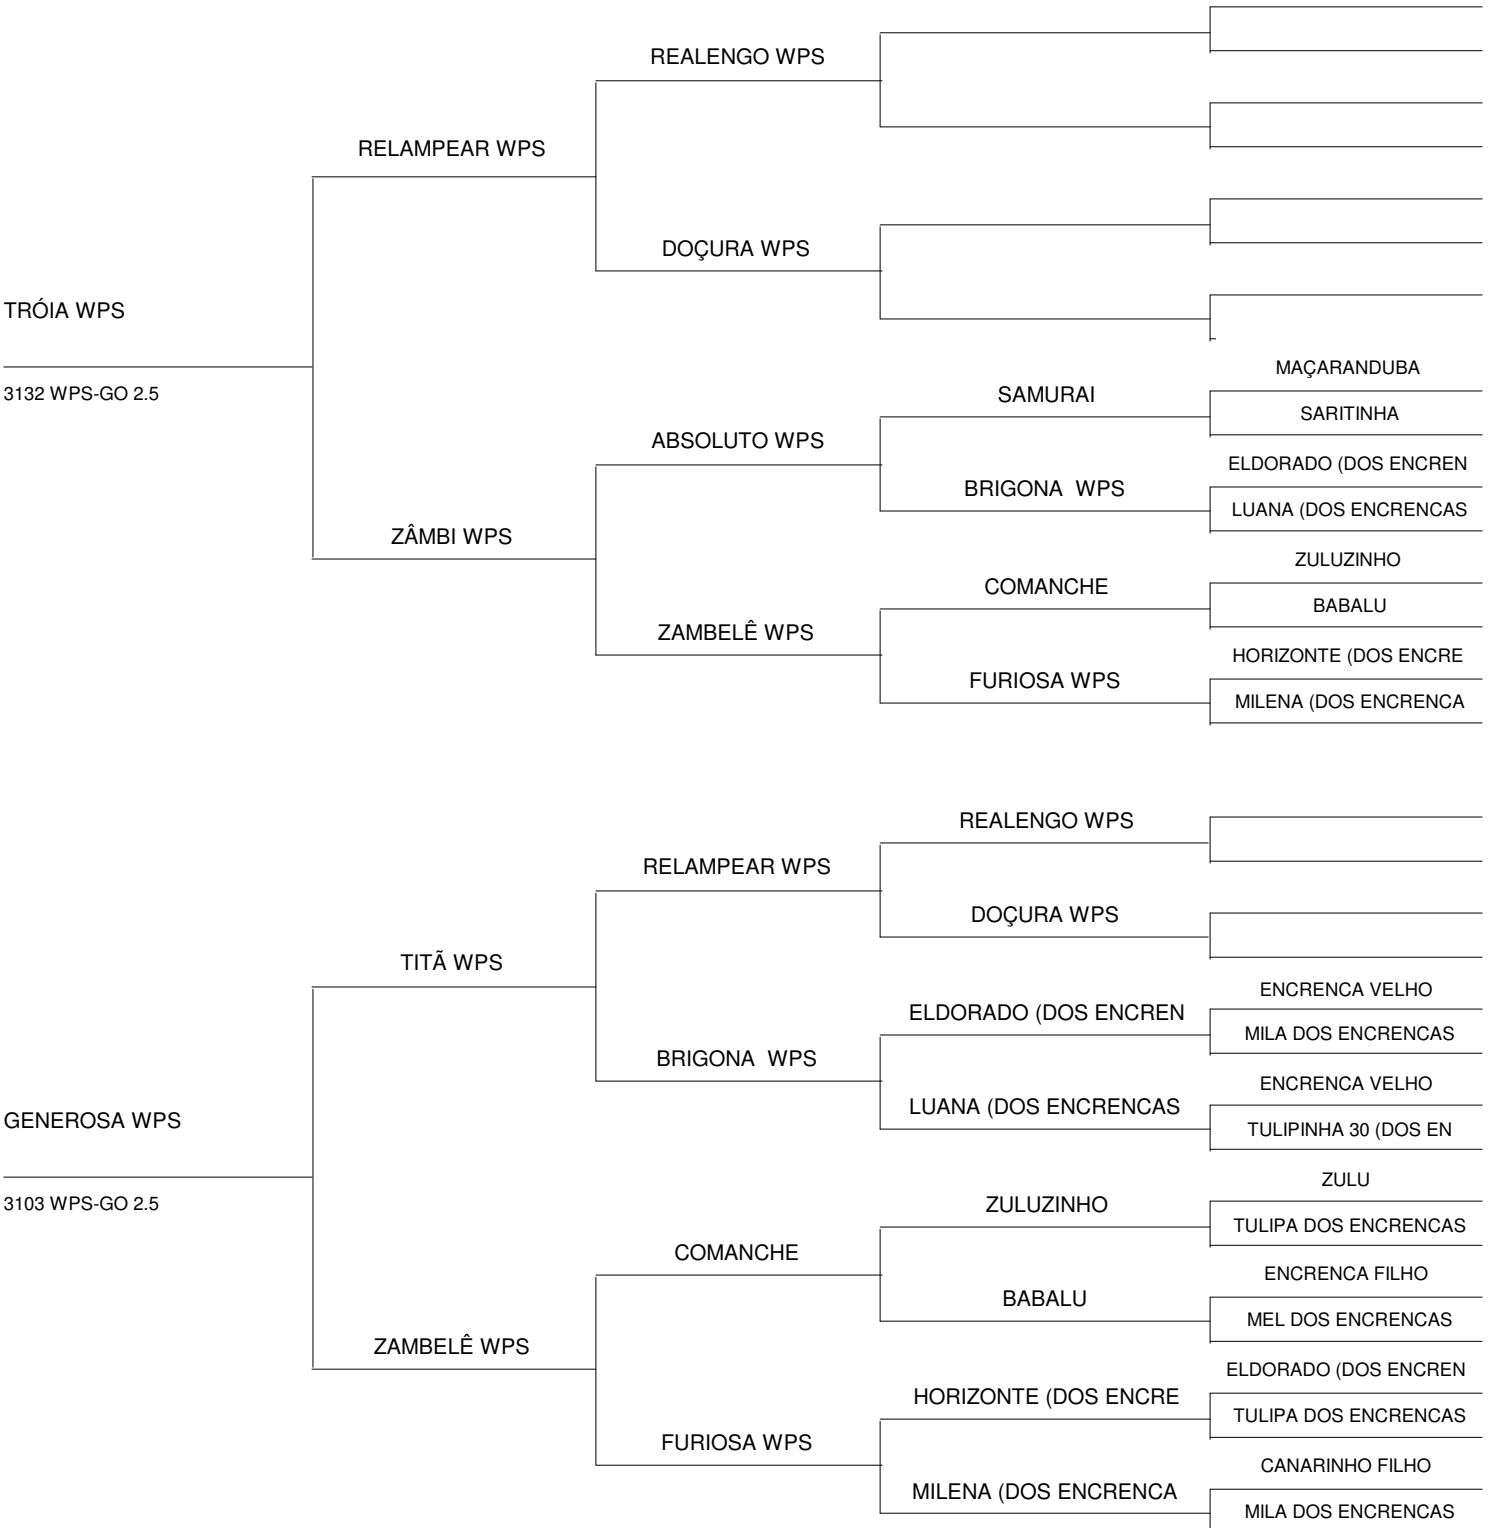 REALENGO WPS
RELAMPEAR WPS
DOÇURA WPS
TRÓIA WPS
3132 WPS-GO 2.5
MAÇARANDUBA
SAMURAI
SARITINHA
ABSOLUTO WPS
ELDORADO (DOS ENCREN
BRIGONA  WPS
LUANA (DOS ENCRENCAS
ZÂMBI WPS
ZULUZINHO
COMANCHE
BABALU
ZAMBELÊ WPS
HORIZONTE (DOS ENCRE
FURIOSA WPS
MILENA (DOS ENCRENCA
REALENGO WPS
RELAMPEAR WPS
DOÇURA WPS
TITÃ WPS
ENCRENCA VELHO
ELDORADO (DOS ENCREN
MILA DOS ENCRENCAS
BRIGONA  WPS
ENCRENCA VELHO
LUANA (DOS ENCRENCAS
TULIPINHA 30 (DOS EN
GENEROSA WPS
3103 WPS-GO 2.5
ZULU
ZULUZINHO
TULIPA DOS ENCRENCAS
COMANCHE
ENCRENCA FILHO
BABALU
MEL DOS ENCRENCAS
ZAMBELÊ WPS
ELDORADO (DOS ENCREN
HORIZONTE (DOS ENCRE
TULIPA DOS ENCRENCAS
FURIOSA WPS
CANARINHO FILHO
MILENA (DOS ENCRENCA
MILA DOS ENCRENCAS